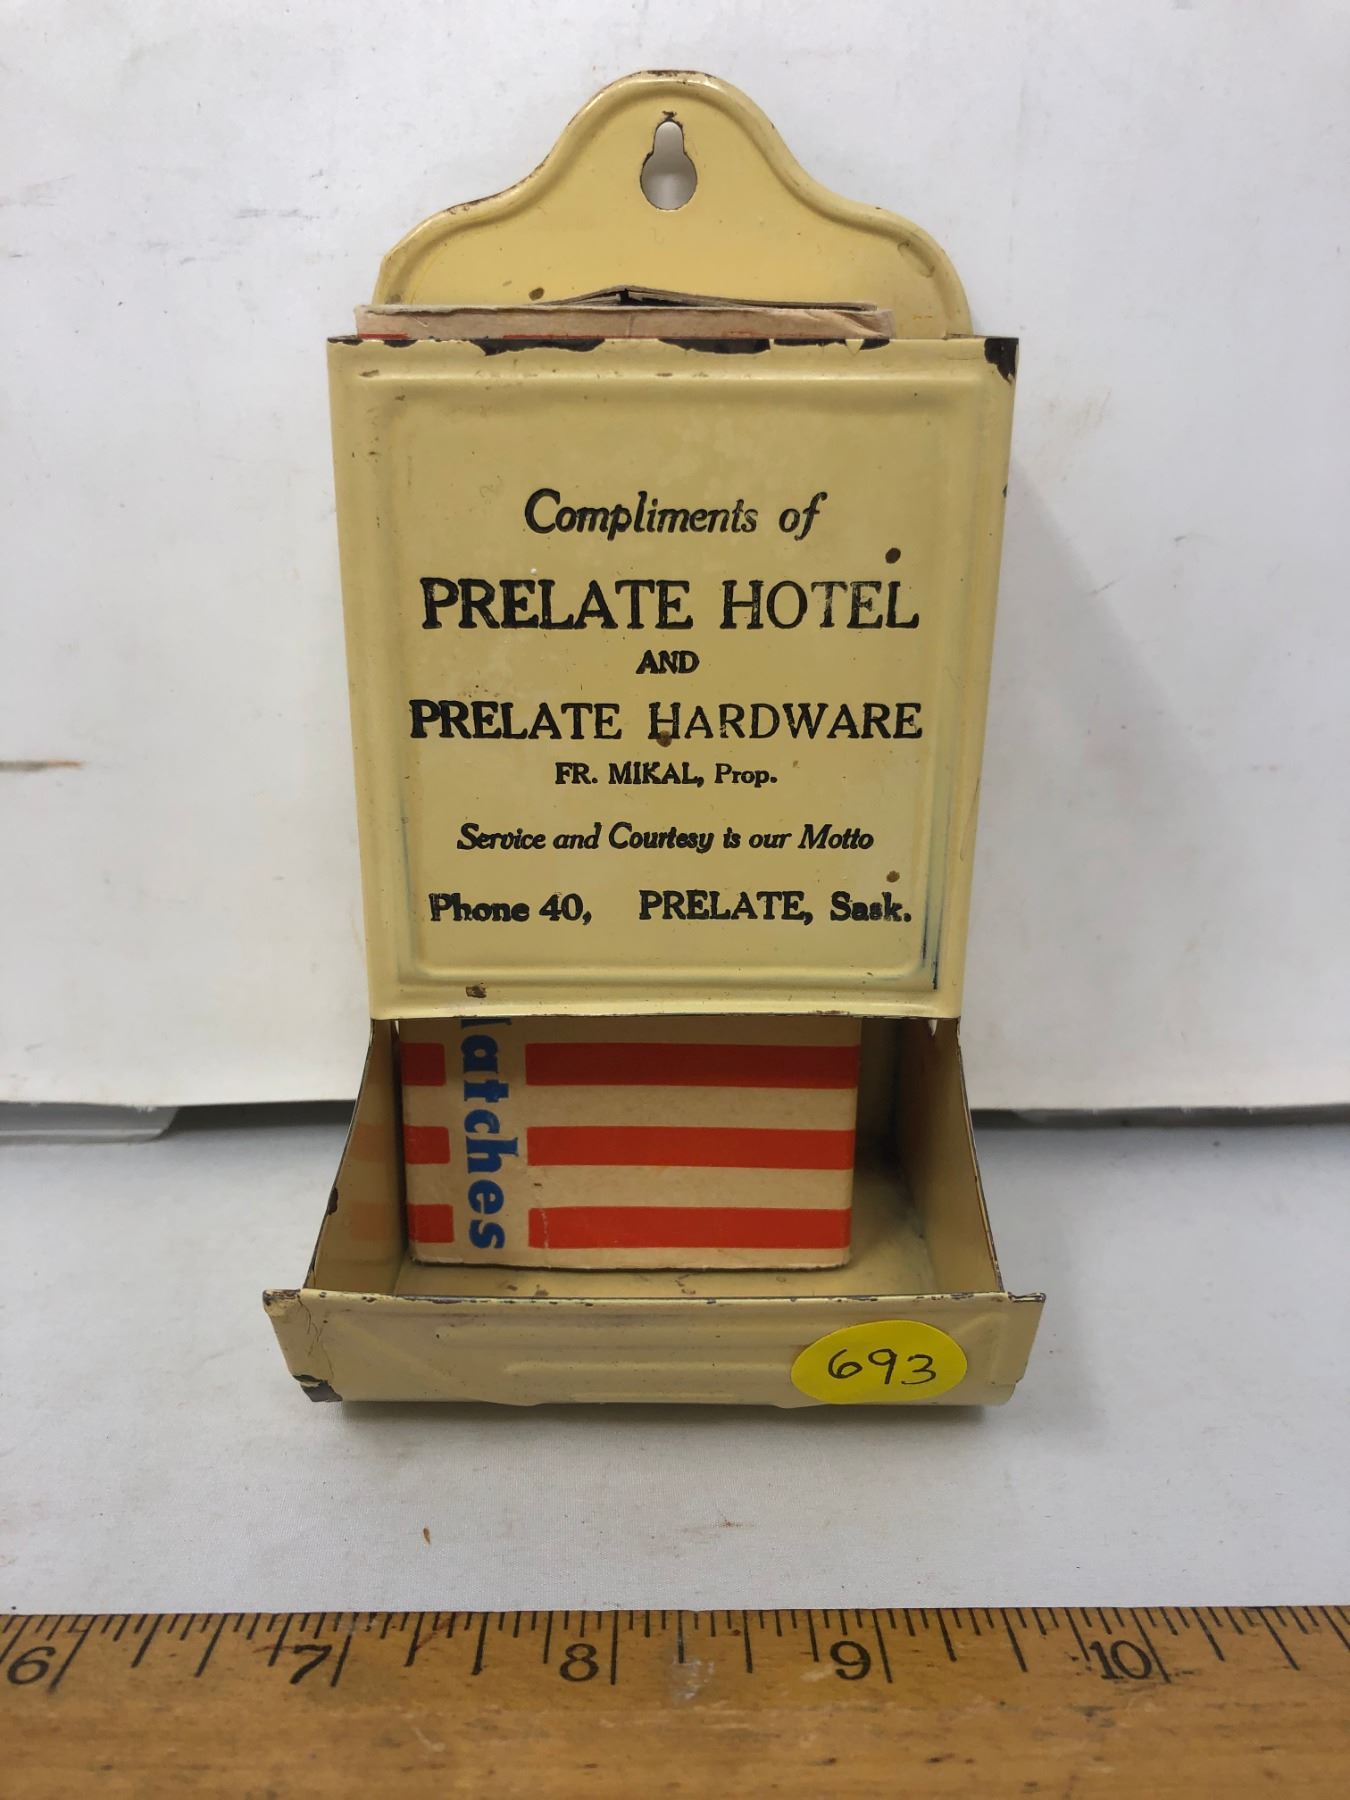 Compliments of
PRELATE HOTEL
AND
PRELATE HARDWARE
FR. MIKAL, Prop.
Service and Courtesy is our Motto
Phone 40, PRELATE, Sask.
latches
693
6 7 8 9 10